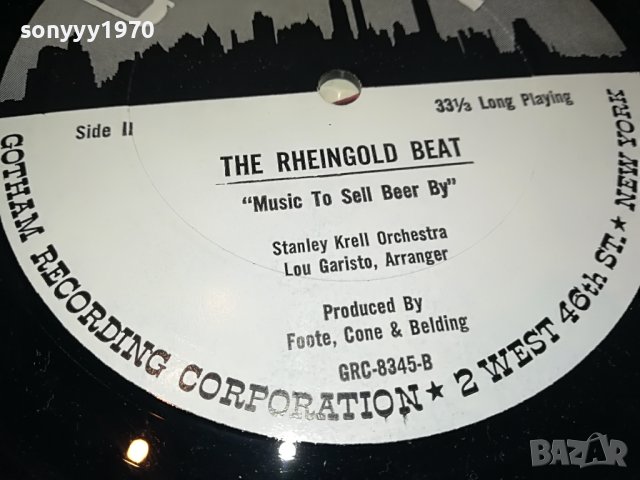 sonyyy1970
Side II
33⅓ Long Playing
THE RHEINGOLD BEAT
"Music To Sell Beer By"
Stanley Krell Orchestra
Lou Garisto, Arranger
Produced By
Foote, Cone & Belding
GRC-8345-B
GOTHAM RECORDING CORPORATION ★ 2 WEST 46th ST. ★ NEW YORK
BAZAR